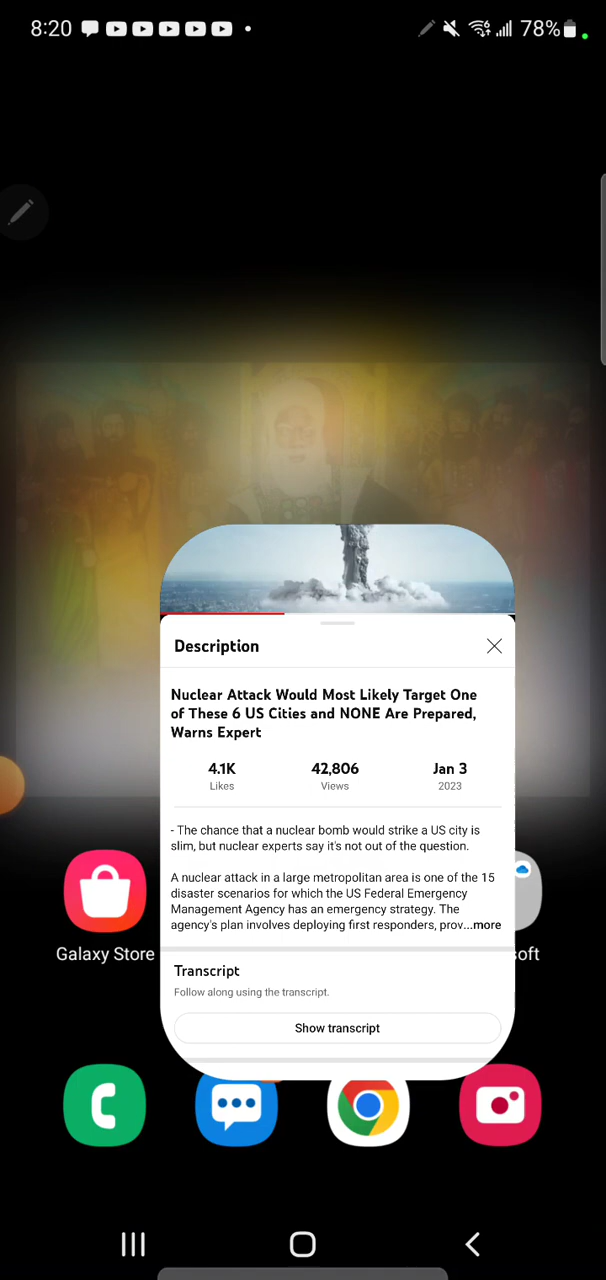 8:20
78%
Description
Nuclear Attack Would Most Likely Target One
of These 6 US Cities and NONE Are Prepared,
Warns Expert
4.1K
42,806
Jan 3
Likes
Views
2023
- The chance that a nuclear bomb would strike a US city is
slim, but nuclear experts say it's not out of the question.
A nuclear attack in a large metropolitan area is one of the 15
disaster scenarios for which the US Federal Emergency
Management Agency has an emergency strategy. The
agency's plan involves deploying first responders, prov...more
Galaxy Store
soft
Transcript
Follow along using the transcript.
Show transcript